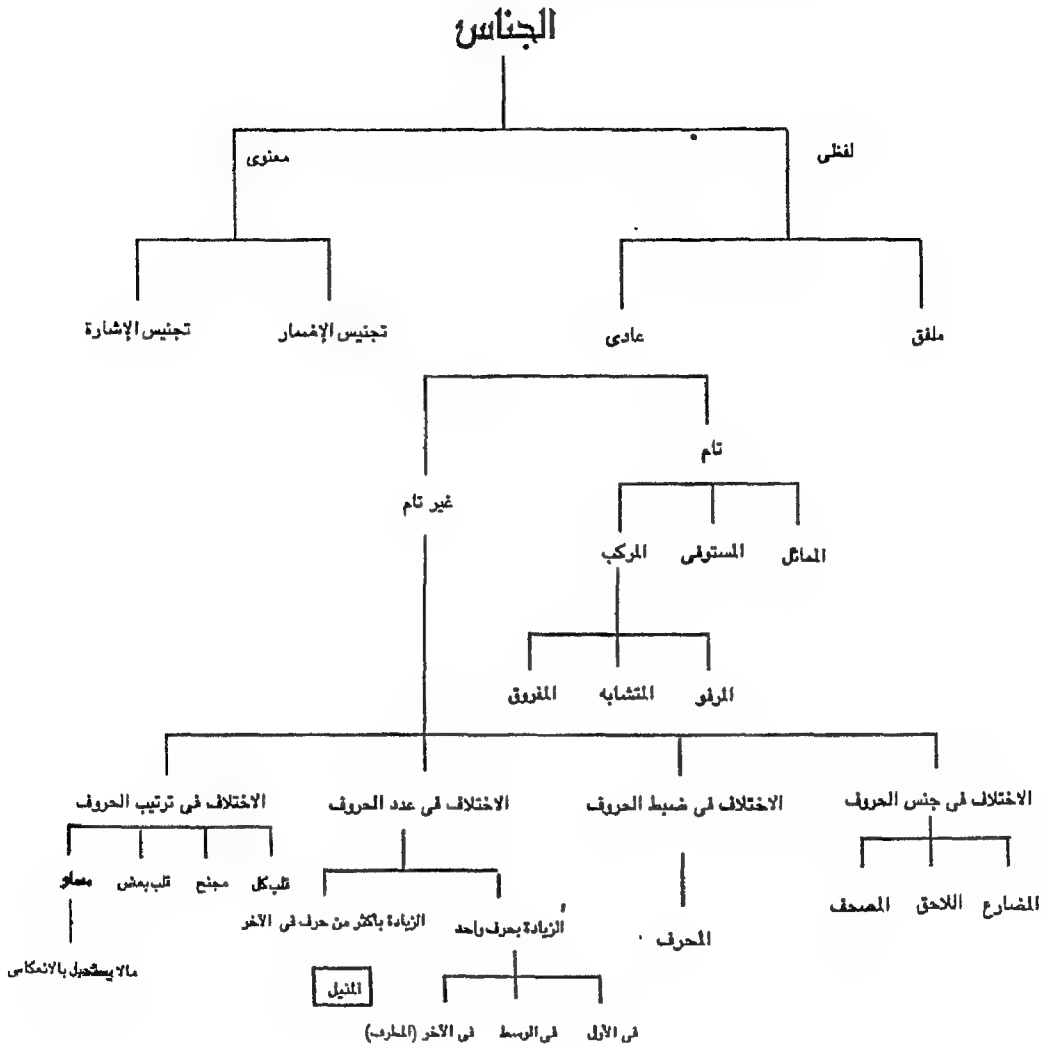 الجناس
لفظى
معنوى
ملفق
عادى
تجنيس الإضمار
تجنيس الإشارة
تام
غير تام
المماثل
المستوفى
المركب
المرفو
المتشابه
المفروق
الاختلاف فى جنس الحروف
الاختلاف فى ضبط الحروف
الاختلاف فى عدد الحروف
الاختلاف فى ترتيب الحروف
المضارع
اللاحق
المصحف
المحرف
الزيادة بحرف واحد
الزيادة بأكثر من حرف فى الآخر
قلب كل
مجنح
قلب بعض
فى الأول
فى الوسط
فى الآخر (المطرف)
المذيل
مالا يستحيل بالانعكاس